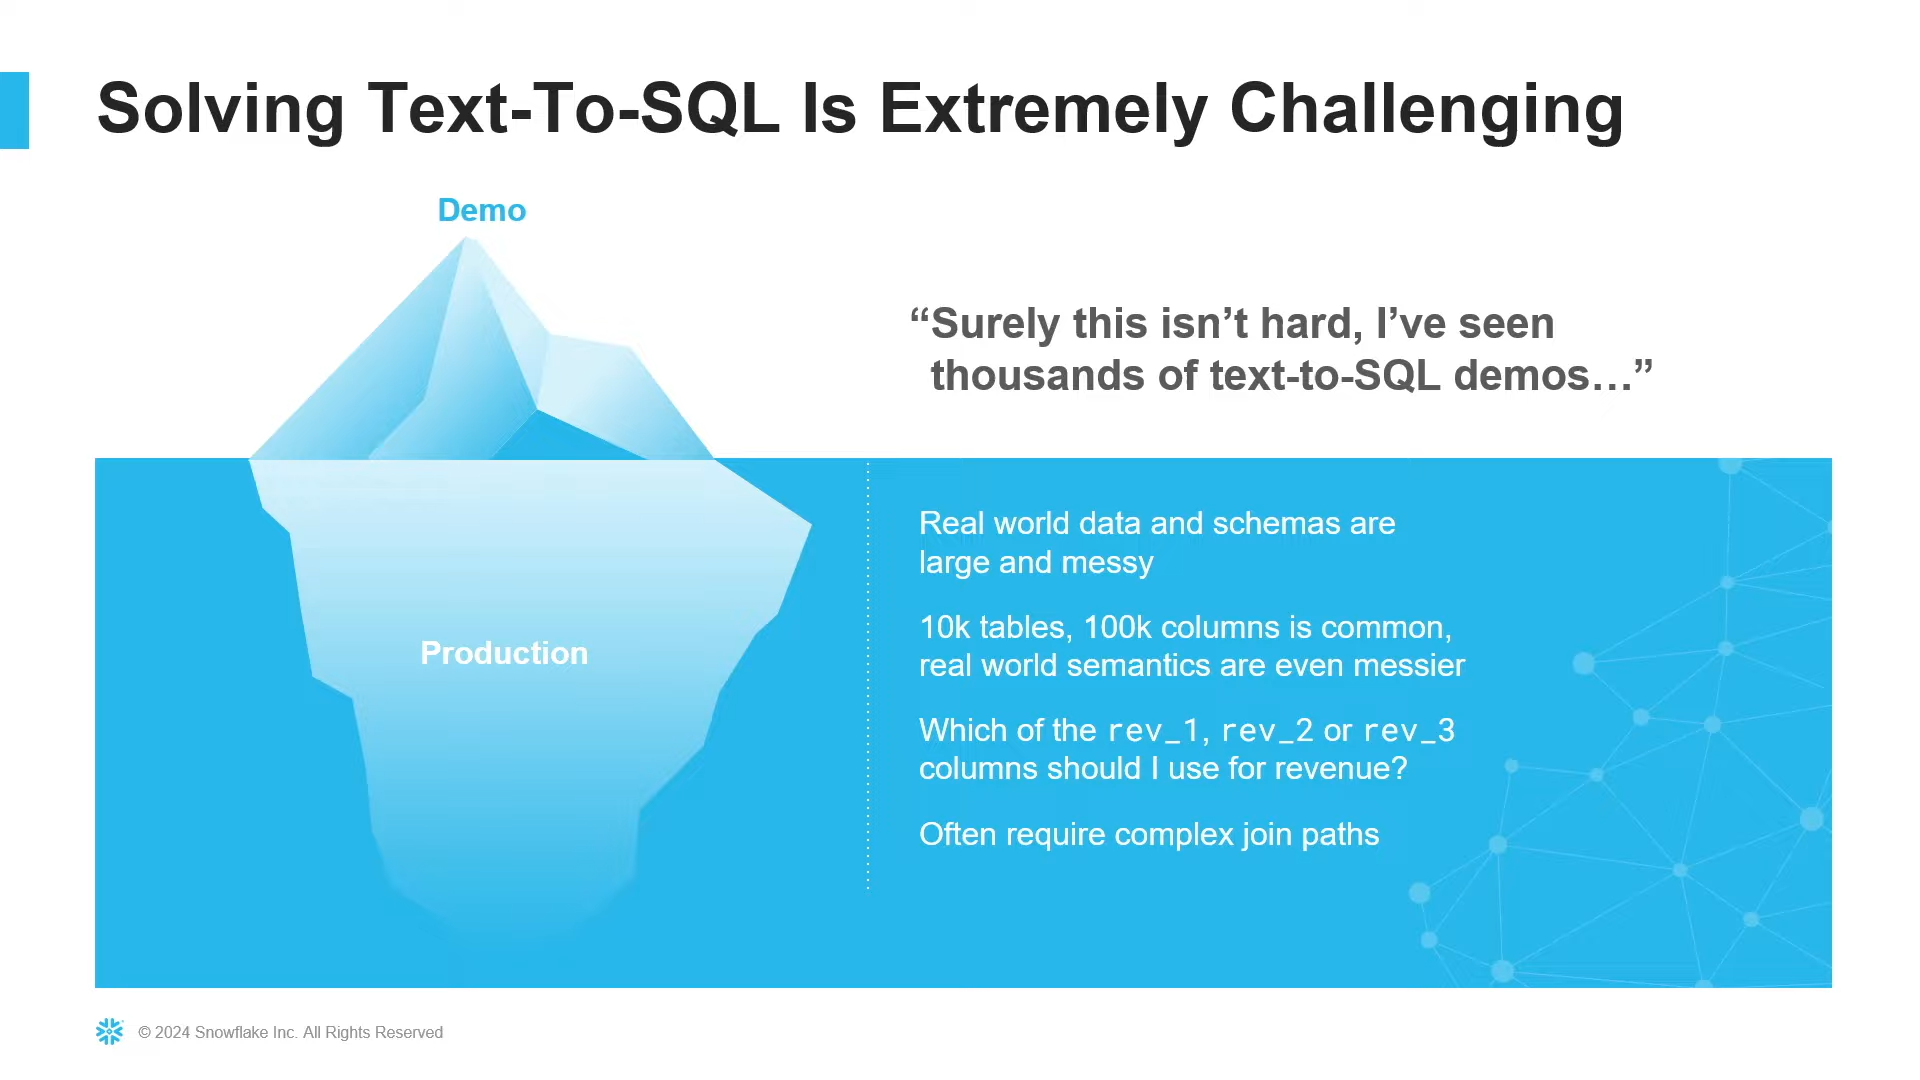 Solving Text-To-SQL Is Extremely Challenging
Demo
“Surely this isn’t hard, I’ve seen
thousands of text-to-SQL demos…”
Production
Real world data and schemas are
large and messy
10k tables, 100k columns is common,
real world semantics are even messier
Which of the rev_1, rev_2 or rev_3
columns should I use for revenue?
Often require complex join paths
© 2024 Snowflake Inc. All Rights Reserved